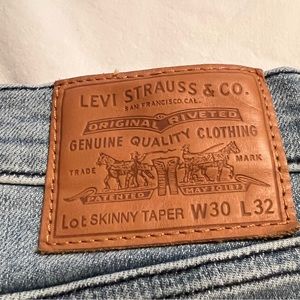 LEVI STRAUSS & CO.
SAN FRANCISCO, CAL.
ORIGINAL RIVETED
GENUINE QUALITY CLOTHING
TRADE MARK
PATENTED MAY 20 1873
Lot SKINNY TAPER W30 L32